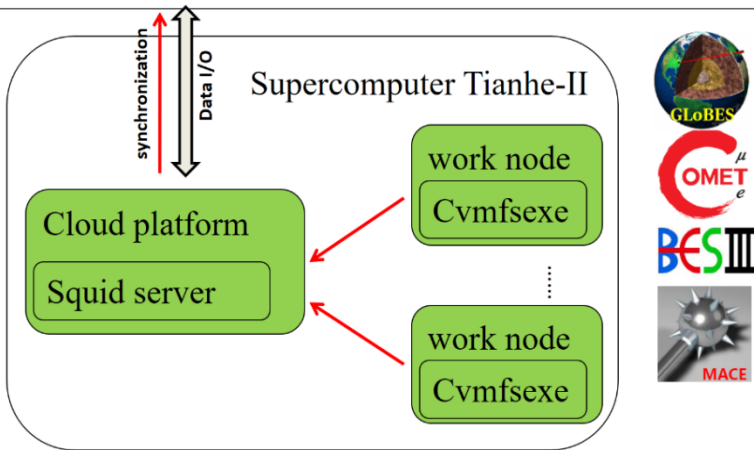 synchronization
Data I/O
Supercomputer Tianhe-II
GLoBES
work node
Cvmfsexe
Cloud platform
Squid server
......
work node
Cvmfsexe
COMET
μ
e
BESIII
MACE